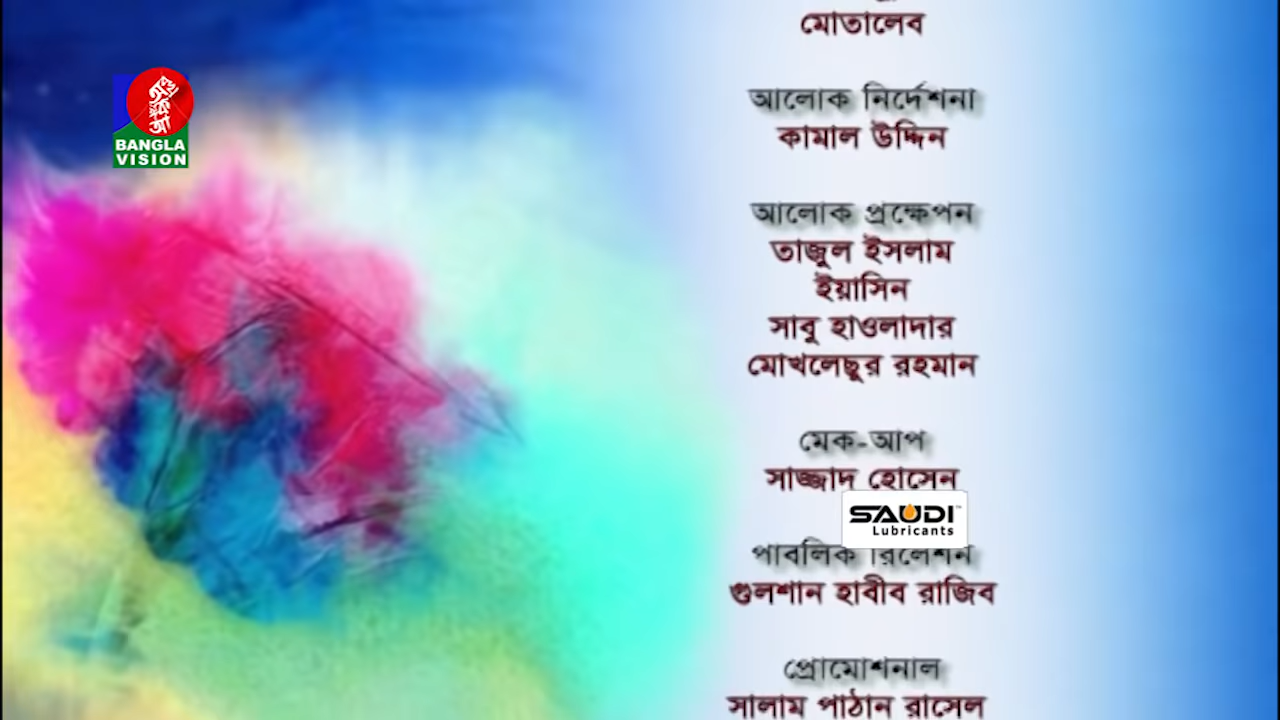 মোতালেব
আলোক নির্দেশনা
কামাল উদ্দিন
BANGLA
VISION
আলোক প্রক্ষেপন
তাজুল ইসলাম
ইয়াসিন
সাবু হাওলাদার
মোখলেছুর রহমান
মেক-আপ
সাজ্জাদ হোসেন
SAUDI
Lubricants
পাবলিক রিলেশন
গুলশান হাবীব রাজিব
প্রোমোশনাল
সালাম পাঠান রাসেল